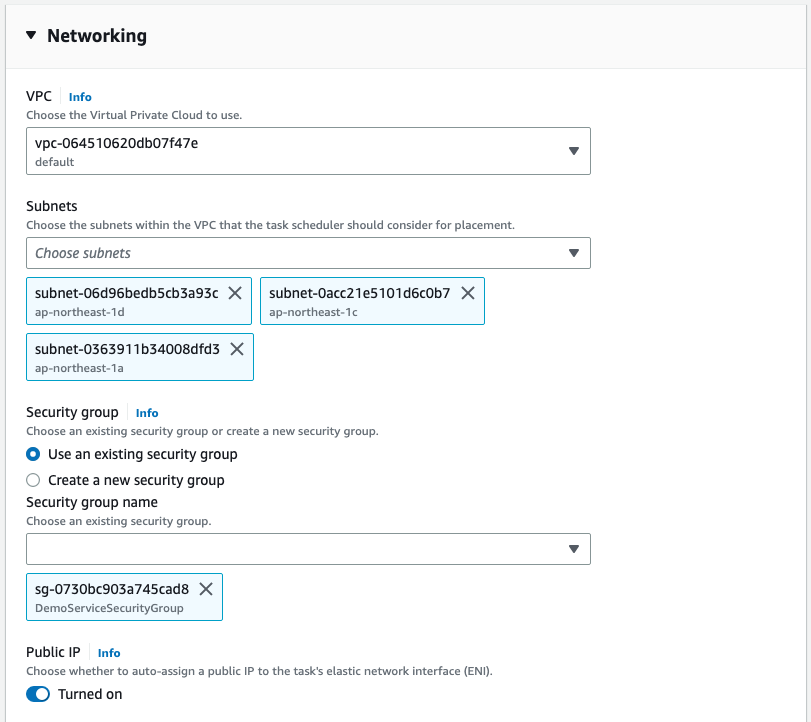 Networking
VPC Info
Choose the Virtual Private Cloud to use.
vpc-064510620db07f47e
default
Subnets
Choose the subnets within the VPC that the task scheduler should consider for placement.
Choose subnets
subnet-06d96bedb5cb3a93c subnet-0acc21e5101d6c0b7
ap-northeast-1d ap-northeast-1c
subnet-0363911b34008dfd3
ap-northeast-1a
Security group Info
Choose an existing security group or create a new security group.
Use an existing security group
Create a new security group
Security group name
Choose an existing security group.
sg-0730bc903a745cad8
DemoServiceSecurityGroup
Public IP Info
Choose whether to auto-assign a public IP to the task's elastic network interface (ENI).
Turned on